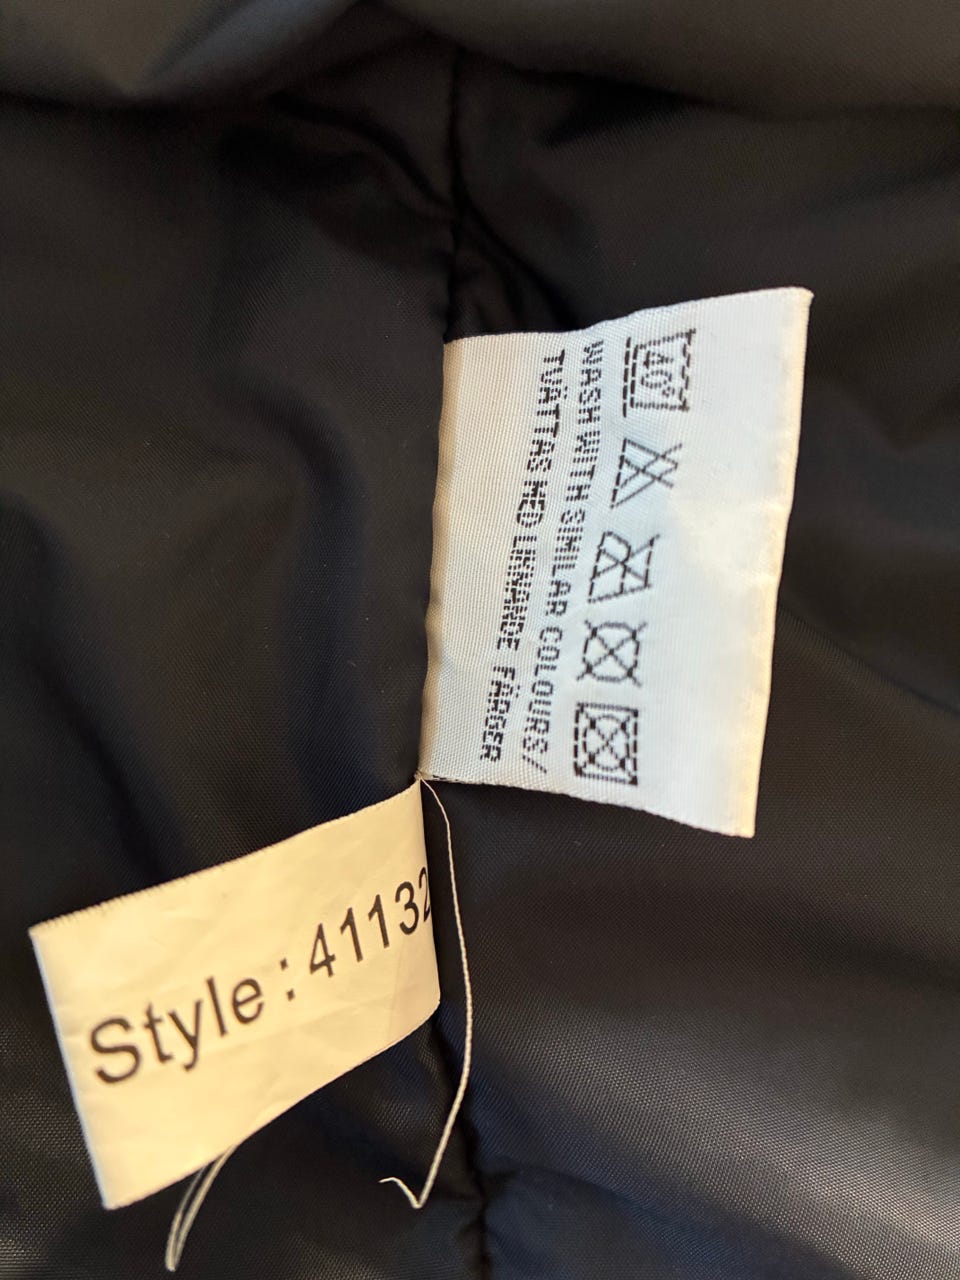 40°
WASH WITH SIMILAR COLOURS/
TVÄTTAS MED LIKNANDE FÄRGER
Style : 41132